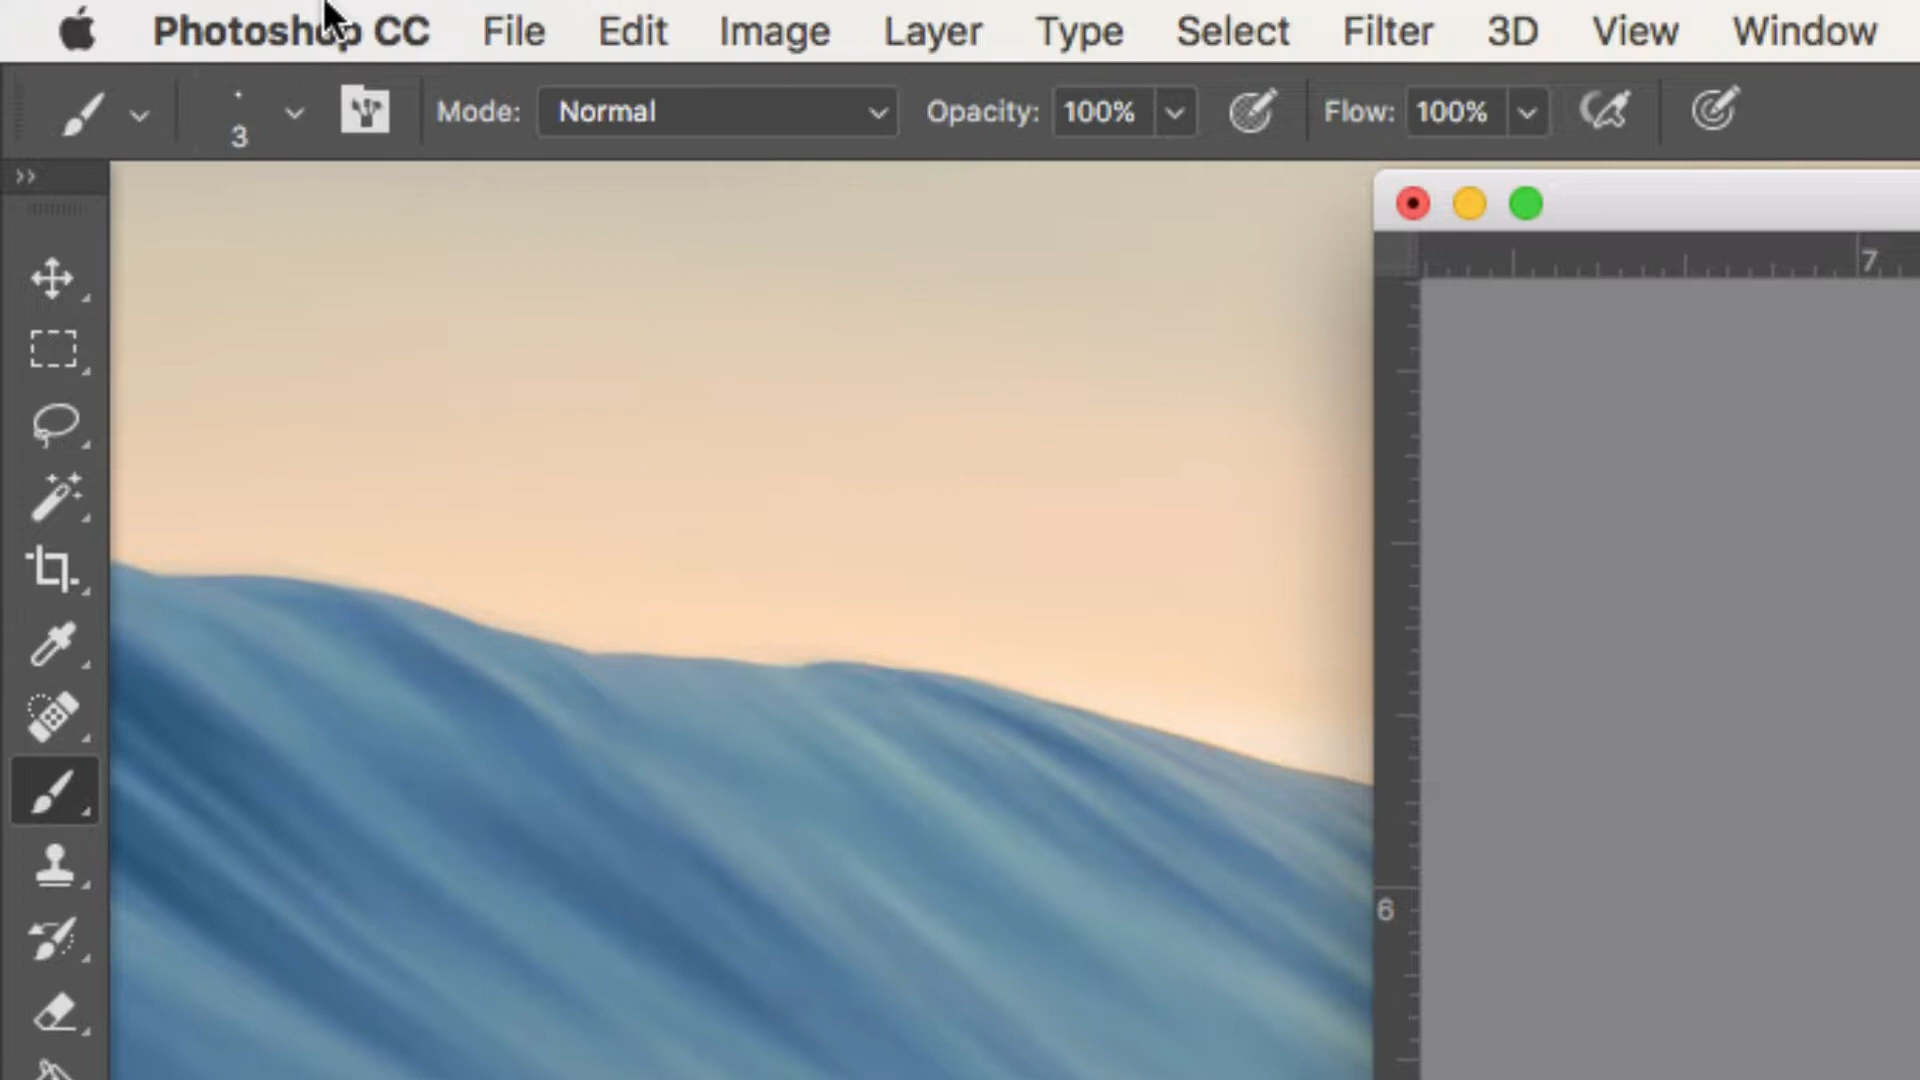 Photoshop CC File Edit Image Layer Type Select Filter 3D View Window
3 Mode: Normal Opacity: 100% Flow: 100%
7
6